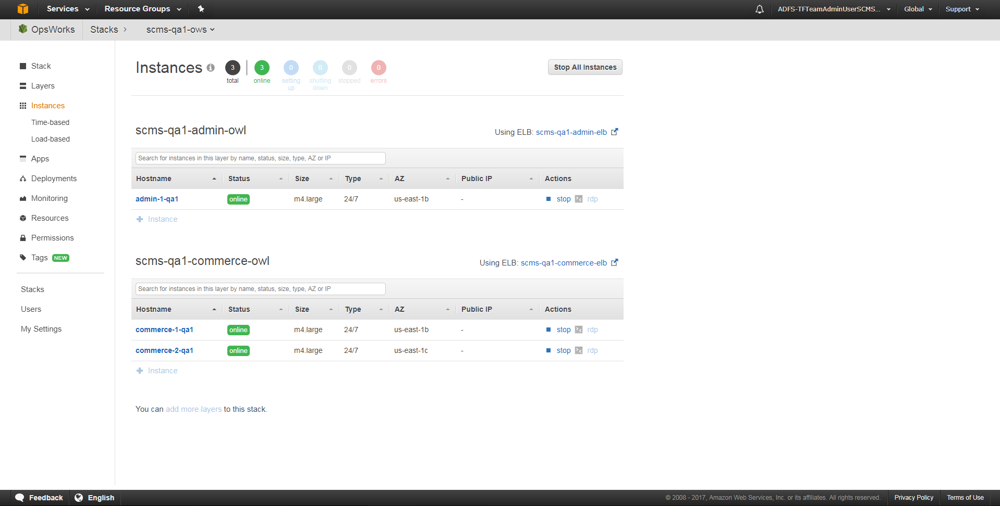 Services Resource Groups ADFS-TFTeamAdminUserSCMS... Global Support
OpsWorks Stacks scms-qa1-ows
Stack
Layers
Instances
Time-based
Load-based
Apps
Deployments
Monitoring
Resources
Permissions
Tags NEW
Stacks
Users
My Settings
Instances 3 3 0 0 0 0 Stop All Instances
total online setting up shutting down stopped errors
scms-qa1-admin-owl Using ELB: scms-qa1-admin-elb
Search for instances in this layer by name, status, size, type, AZ or IP
Hostname Status Size Type AZ Public IP Actions
admin-1-qa1 online m4.large 24/7 us-east-1b - stop rdp
Instance
scms-qa1-commerce-owl Using ELB: scms-qa1-commerce-elb
Search for instances in this layer by name, status, size, type, AZ or IP
Hostname Status Size Type AZ Public IP Actions
commerce-1-qa1 online m4.large 24/7 us-east-1b - stop rdp
commerce-2-qa1 online m4.large 24/7 us-east-1c - stop rdp
Instance
You can add more layers to this stack.
Feedback English © 2008 - 2017, Amazon Web Services, Inc. or its affiliates. All rights reserved. Privacy Policy Terms of Use